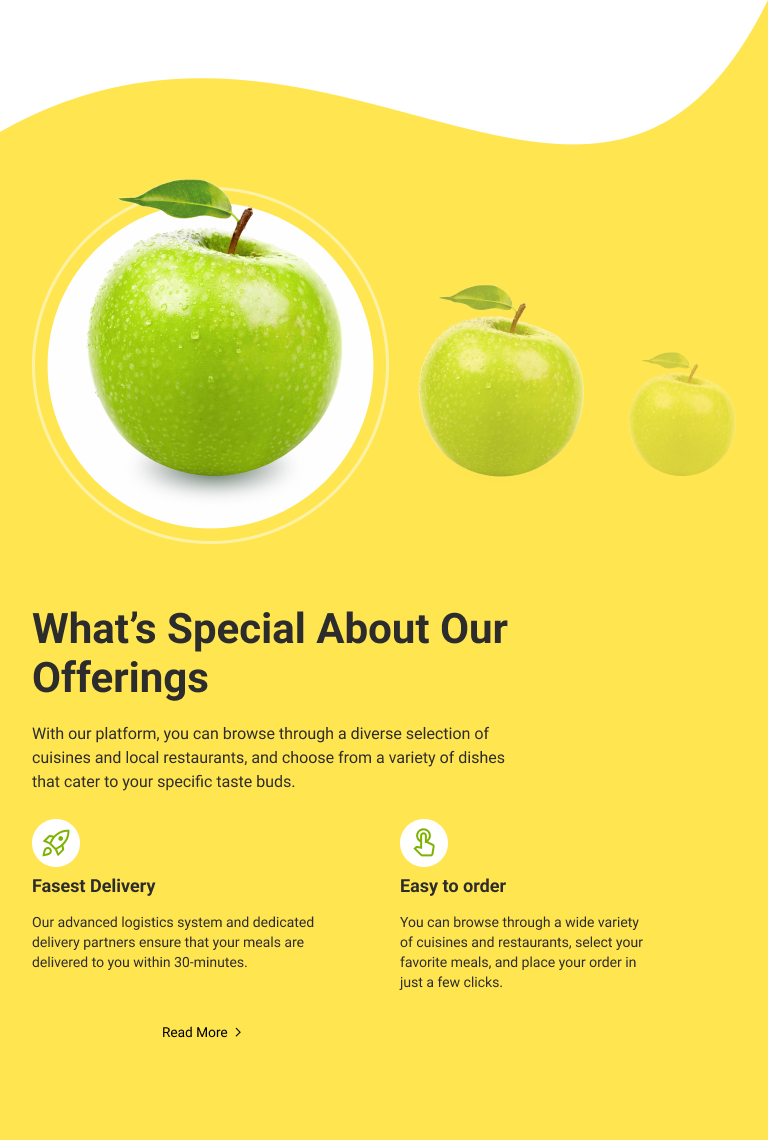 What’s Special About Our
Offerings
With our platform, you can browse through a diverse selection of
cuisines and local restaurants, and choose from a variety of dishes
that cater to your specific taste buds.
Fasest Delivery
Our advanced logistics system and dedicated
delivery partners ensure that your meals are
delivered to you within 30-minutes.
Easy to order
You can browse through a wide variety
of cuisines and restaurants, select your
favorite meals, and place your order in
just a few clicks.
Read More